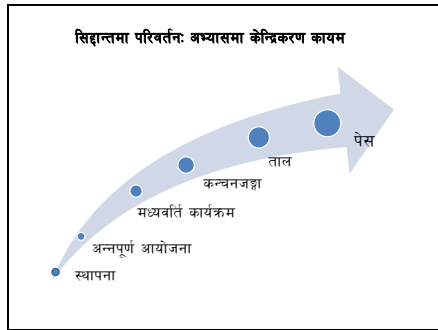 सिद्दान्तमा परिवर्तनः अभ्यासमा केन्द्रिकरण कायम
पेस
ताल
कन्चनजङ्गा
मध्यवर्ति कार्यक्रम
अन्नपूर्ण आयोजना
स्थापना